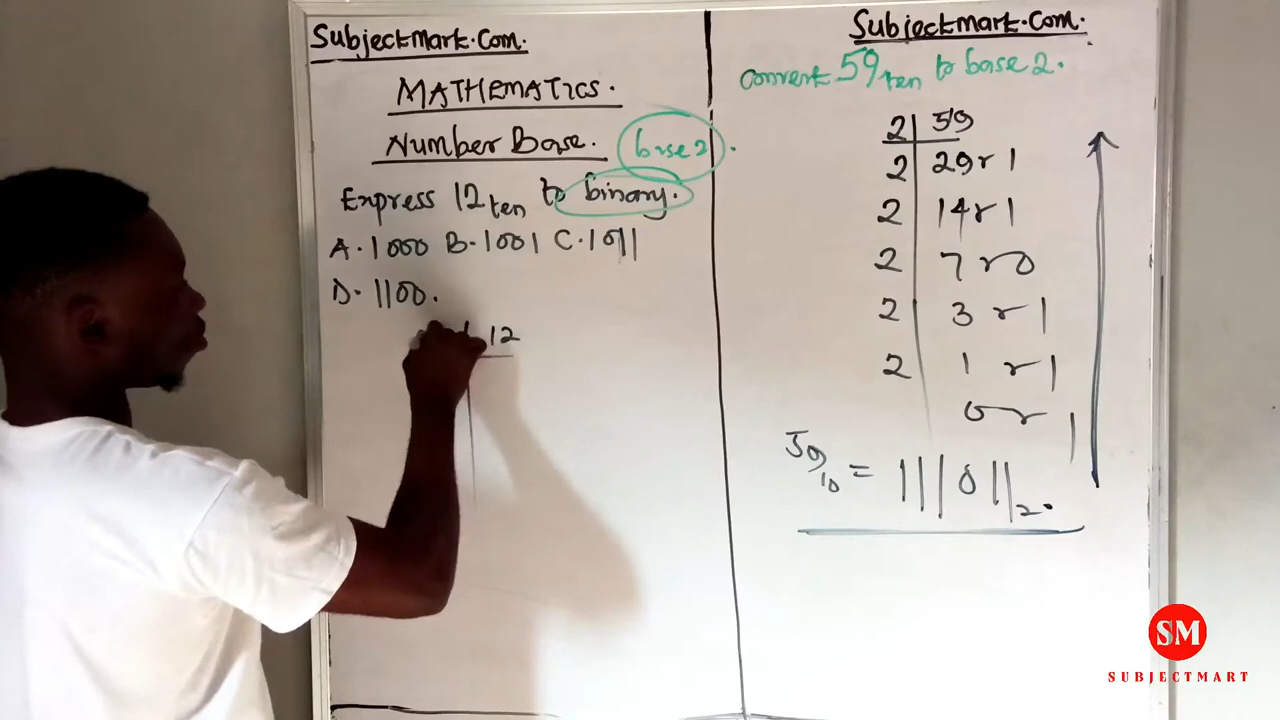 Subjectmark.Com.
MATHEMATICS.
Number Base. base2.
Express 12ten to binary.
A. 1000 B. 1001 C. 1011
D. 1100.
12
Subjectmark.Com.
Convert 59ten to base 2.
2 59
2 29 r 1
2 14 r 1
2 7 r 0
2 3 r 1
2 1 r 1
0 r 1
59₁₀ = 111011₂.
SM
SUBJECTMART